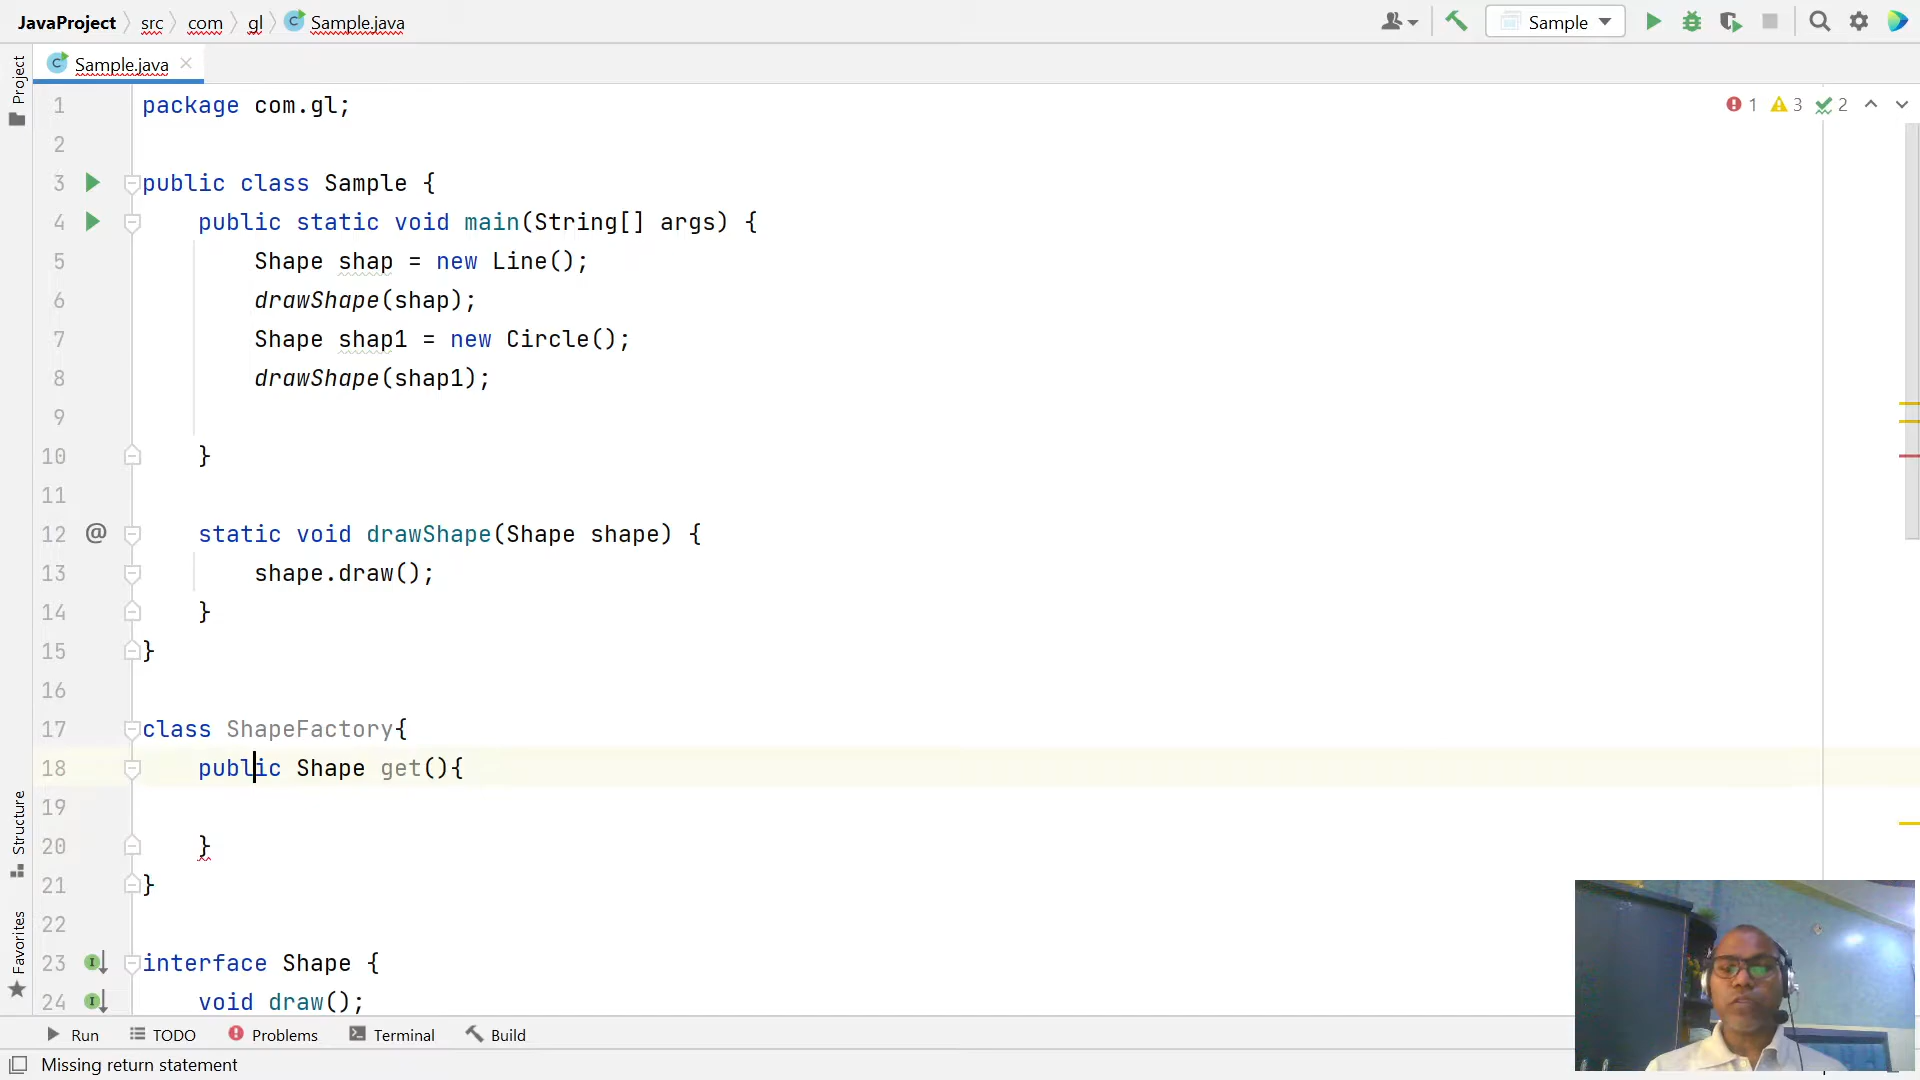 JavaProject src com gl Sample.java Sample
Sample.java
Project
Structure
Favorites
1 package com.gl; 1 3 2
2
3 public class Sample {
4 public static void main(String[] args) {
5 Shape shap = new Line();
6 drawShape(shap);
7 Shape shap1 = new Circle();
8 drawShape(shap1);
9
10 }
11
12 @ static void drawShape(Shape shape) {
13 shape.draw();
14 }
15 }
16
17 class ShapeFactory{
18 public Shape get(){
19
20 }
21 }
22
23 interface Shape {
24 void draw();
Run TODO Problems Terminal Build
Missing return statement